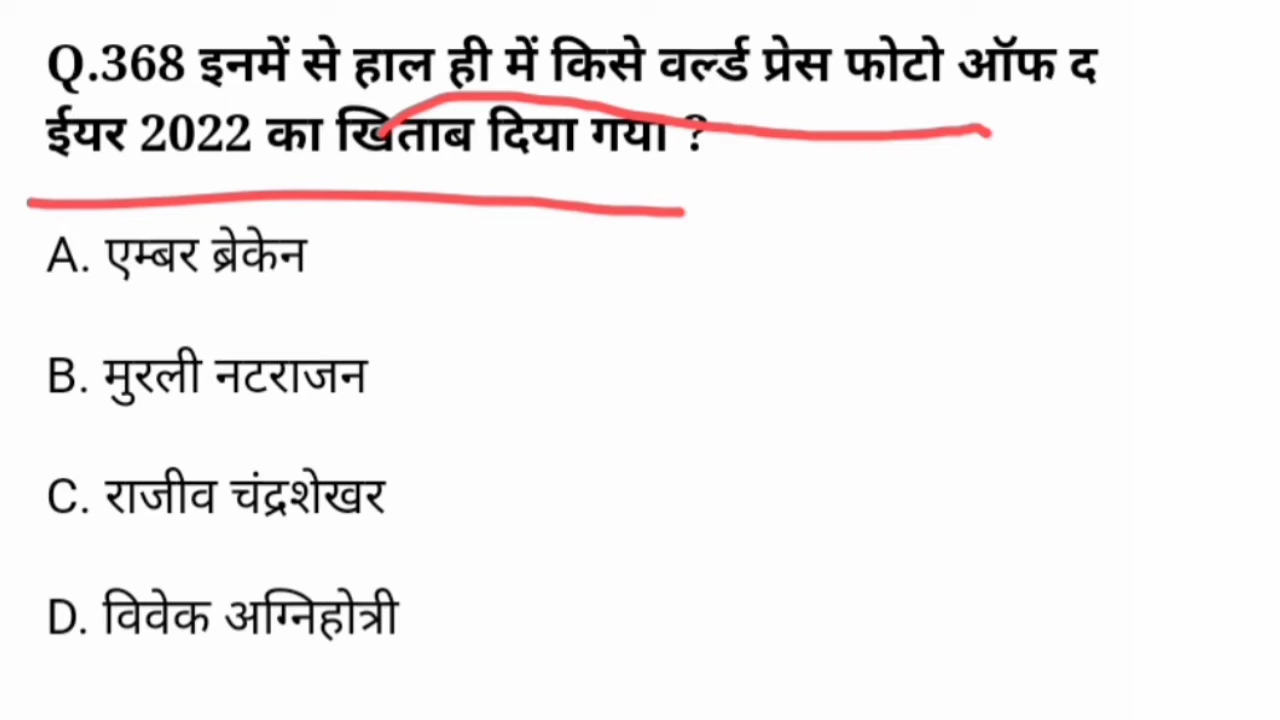 Q.368 इनमें से हाल ही में किसे वर्ल्ड प्रेस फोटो ऑफ द
ईयर 2022 का खिताब दिया गया ?
A. एम्बर ब्रेकेन
B. मुरली नटराजन
C. राजीव चंद्रशेखर
D. विवेक अग्निहोत्री